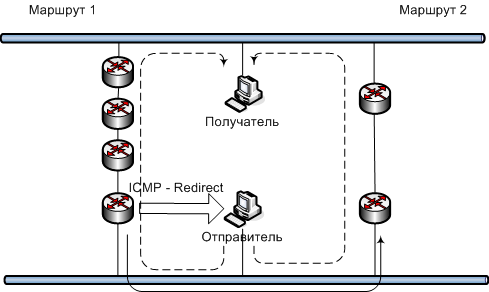 Маршрут 1
Маршрут 2
Получатель
ICMP - Redirect
Отправитель